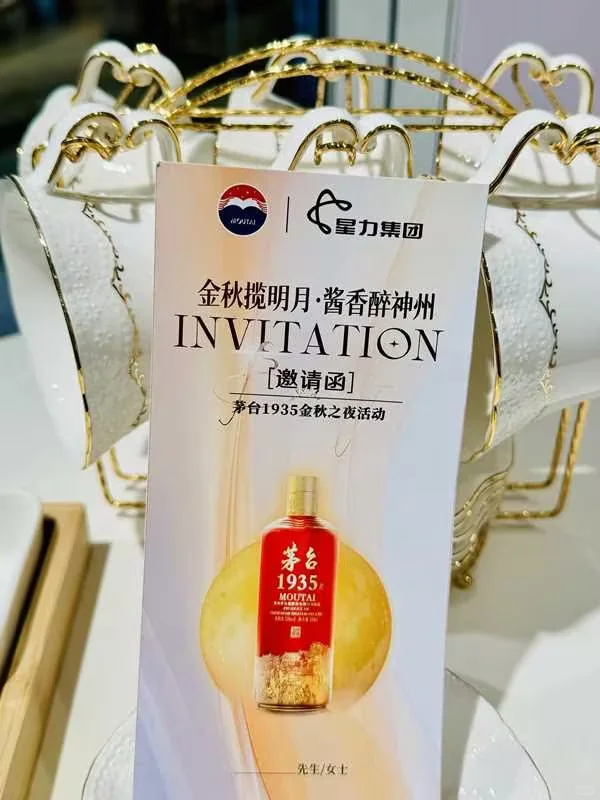 MOUTAI
星力集团
金秋揽明月·酱香醉神州
INVITATION
[邀请函]
茅台1935金秋之夜活动
茅台
1935
MOUTAI
先生/女士